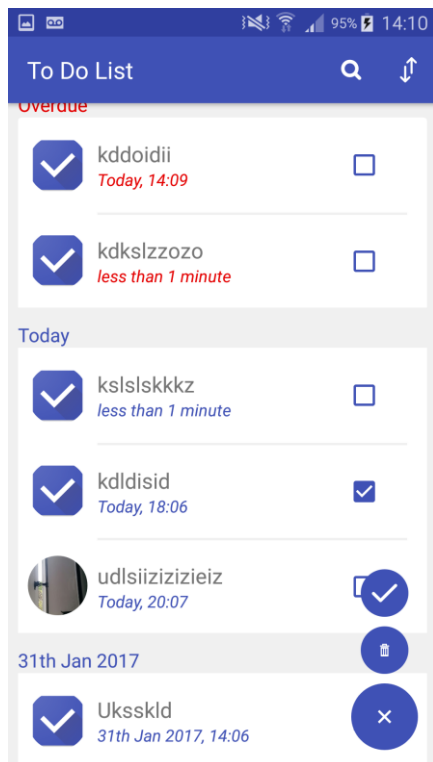 95% 14:10
To Do List
Overdue
kddoidii
Today, 14:09
kdkslzzozo
less than 1 minute
Today
kslslskkkz
less than 1 minute
kdldisid
Today, 18:06
udlsiizizizieiz
Today, 20:07
31th Jan 2017
Uksskld
31th Jan 2017, 14:06